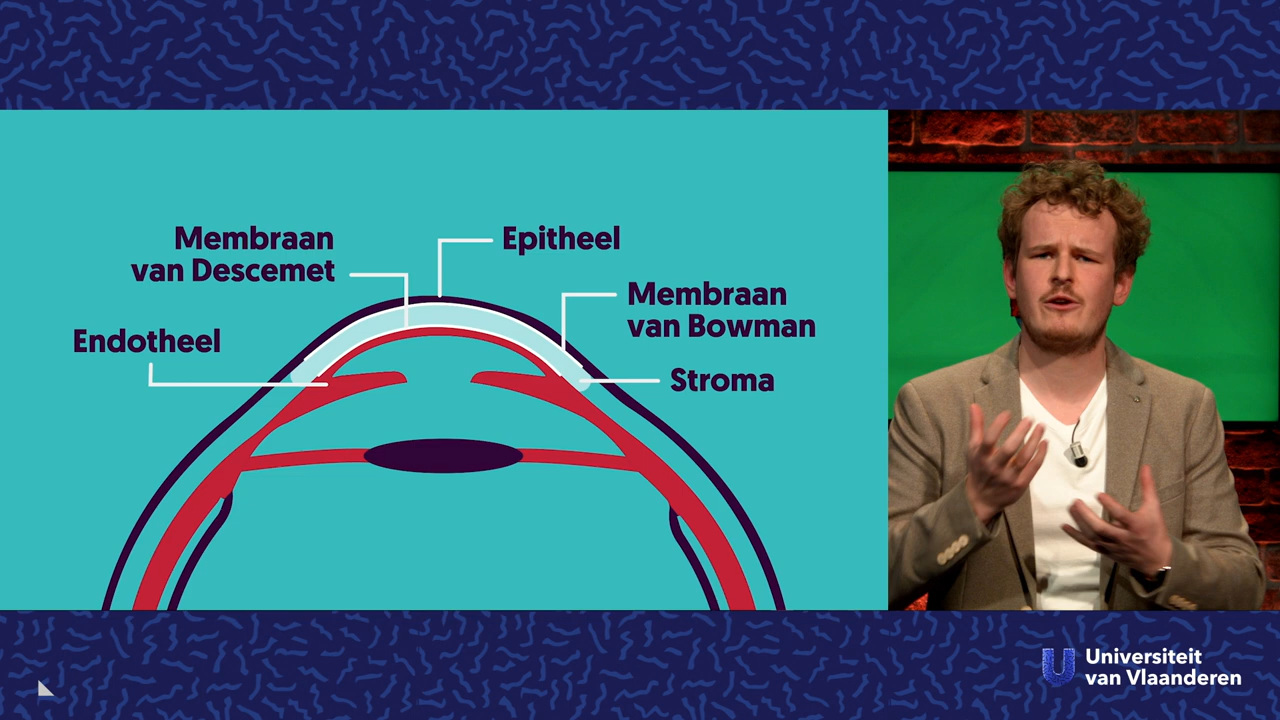 Membraan
van Descemet
Epitheel
Membraan
van Bowman
Endotheel
Stroma
Universiteit
van Vlaanderen